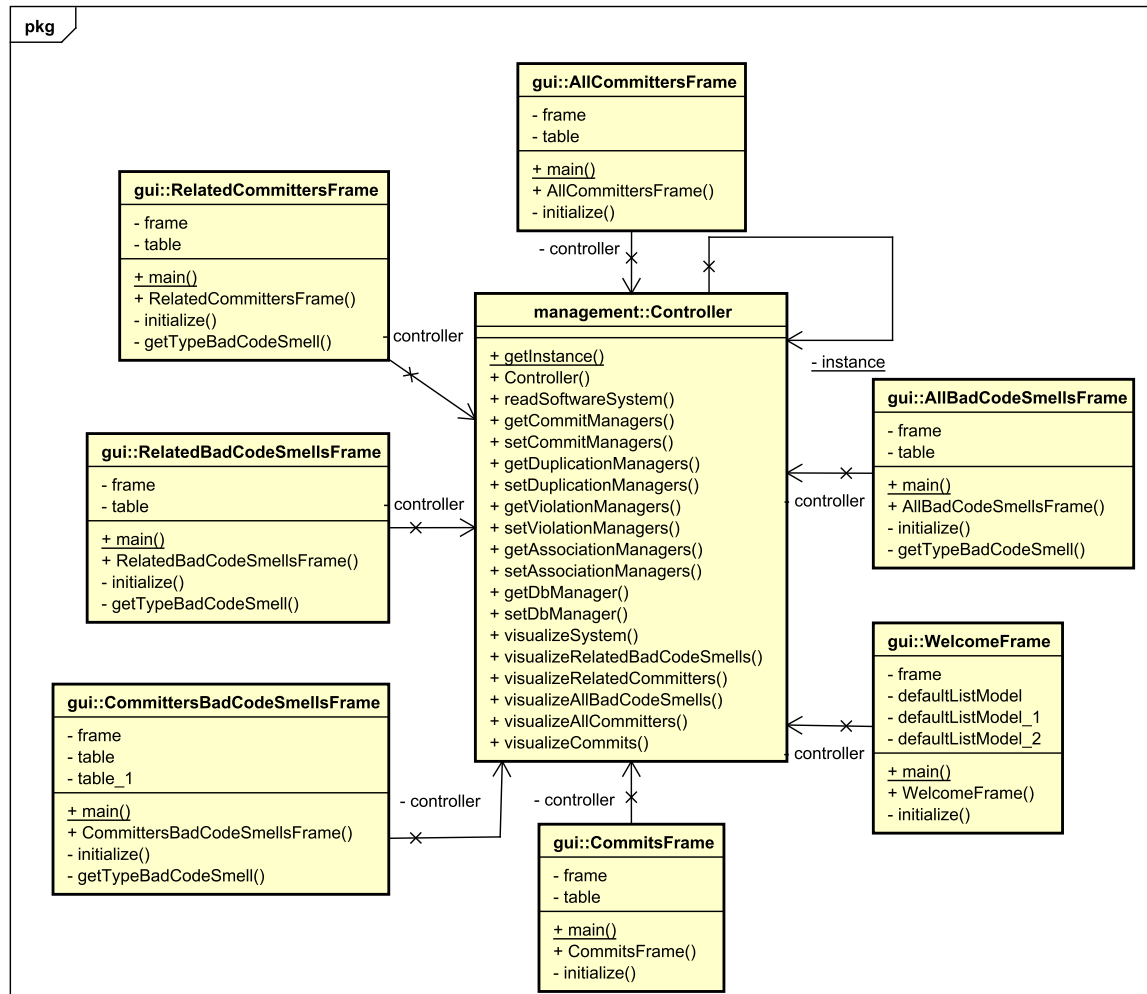 pkg
gui::AllCommittersFrame
- frame
- table
+ main()
+ AllCommittersFrame()
- initialize()
- controller
gui::RelatedCommittersFrame
- frame
- table
+ main()
+ RelatedCommittersFrame()
- initialize()
- getTypeBadCodeSmell()
- controller
management::Controller
+ getInstance()
+ Controller()
+ readSoftwareSystem()
+ getCommitManagers()
+ setCommitManagers()
+ getDuplicationManagers()
+ setDuplicationManagers()
+ getViolationManagers()
+ setViolationManagers()
+ getAssociationManagers()
+ setAssociationManagers()
+ getDbManager()
+ setDbManager()
+ visualizeSystem()
+ visualizeRelatedBadCodeSmells()
+ visualizeRelatedCommitters()
+ visualizeAllBadCodeSmells()
+ visualizeAllCommitters()
+ visualizeCommits()
- instance
gui::AllBadCodeSmellsFrame
- frame
- table
+ main()
+ AllBadCodeSmellsFrame()
- initialize()
- getTypeBadCodeSmell()
- controller
gui::RelatedBadCodeSmellsFrame
- frame
- table
+ main()
+ RelatedBadCodeSmellsFrame()
- initialize()
- getTypeBadCodeSmell()
- controller
gui::WelcomeFrame
- frame
- defaultListModel
- defaultListModel_1
- defaultListModel_2
+ main()
+ WelcomeFrame()
- initialize()
- controller
gui::CommittersBadCodeSmellsFrame
- frame
- table
- table_1
+ main()
+ CommittersBadCodeSmellsFrame()
- initialize()
- getTypeBadCodeSmell()
- controller
- controller
gui::CommitsFrame
- frame
- table
+ main()
+ CommitsFrame()
- initialize()